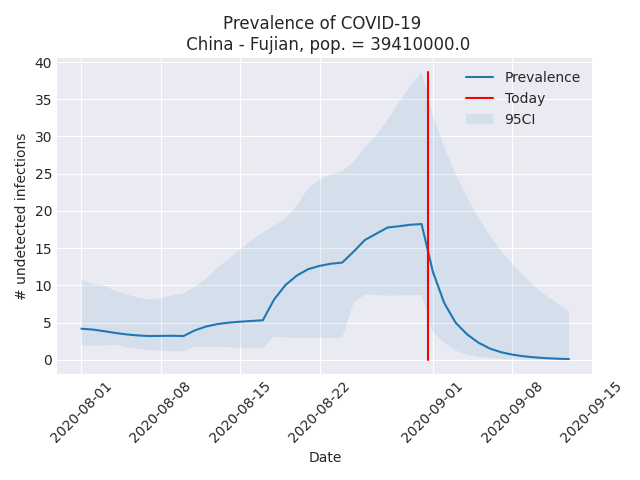 Prevalence of COVID-19
China - Fujian, pop. = 39410000.0
40
35
30
25
20
15
10
5
0
# undetected infections
Prevalence
Today
95CI
2020-08-01
2020-08-08
2020-08-15
2020-08-22
2020-09-01
2020-09-08
2020-09-15
Date